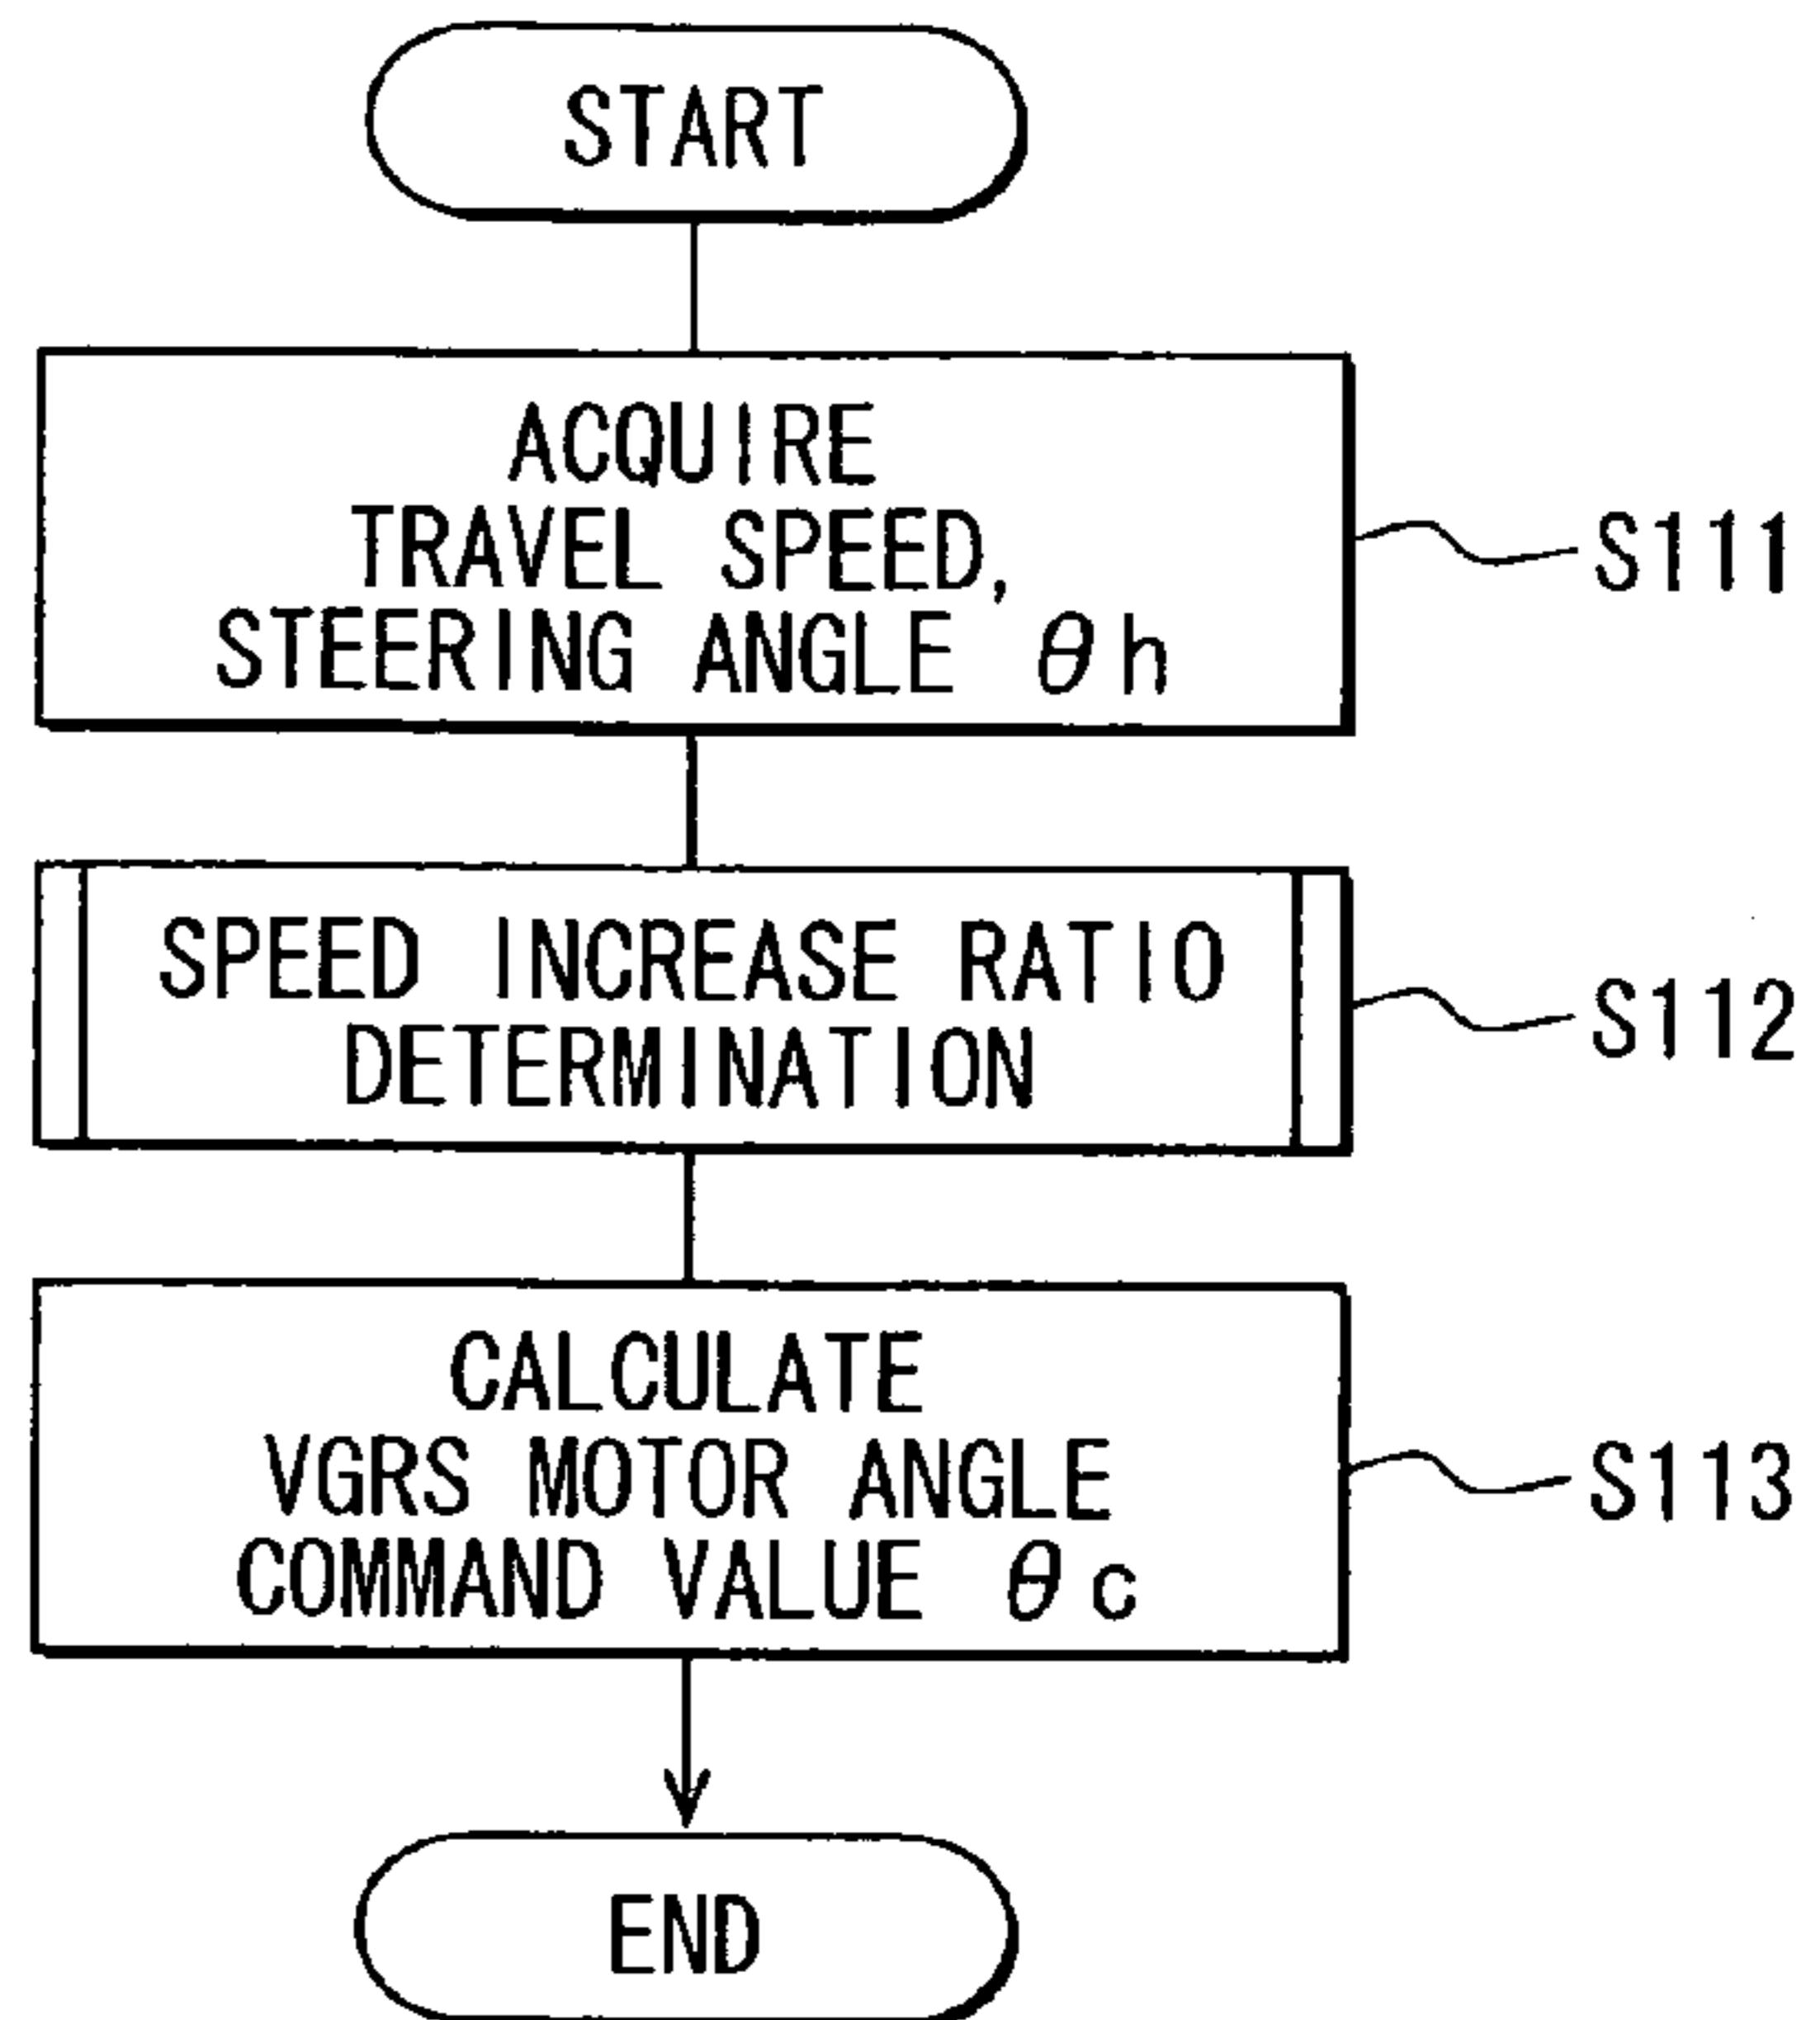 START
ACQUIRE
TRAVEL SPEED,
STEERING ANGLE θh
S111
SPEED INCREASE RATIO
DETERMINATION
S112
CALCULATE
VGRS MOTOR ANGLE
COMMAND VALUE θc
S113
END